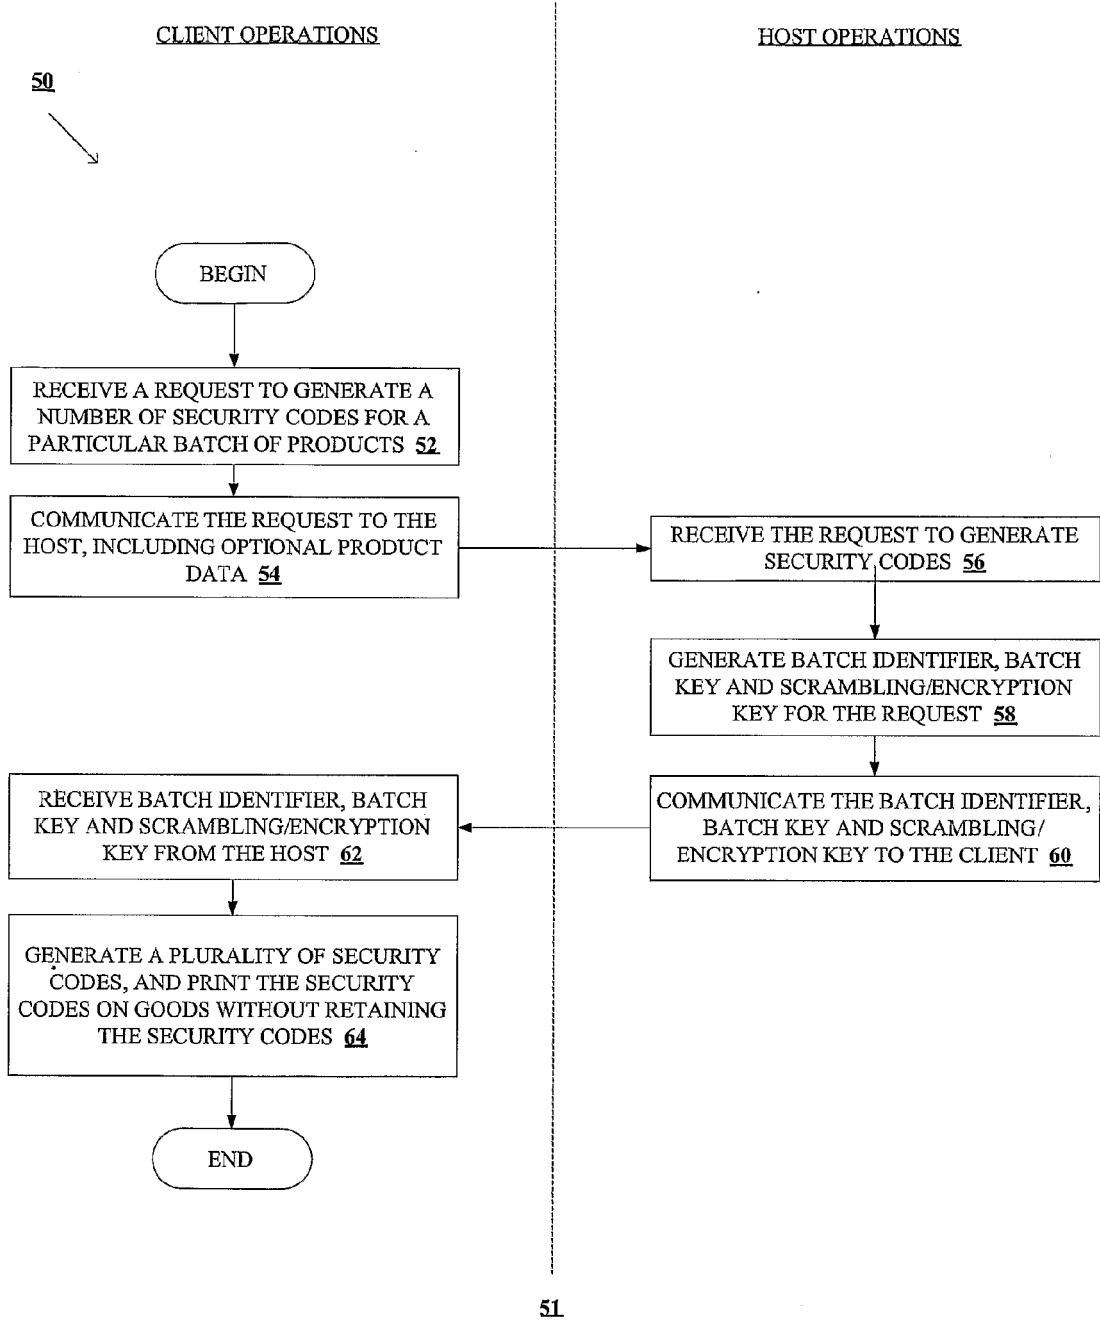 CLIENT OPERATIONS
HOST OPERATIONS
50
BEGIN
RECEIVE A REQUEST TO GENERATE A
NUMBER OF SECURITY CODES FOR A
PARTICULAR BATCH OF PRODUCTS 52
COMMUNICATE THE REQUEST TO THE
HOST, INCLUDING OPTIONAL PRODUCT
DATA 54
RECEIVE THE REQUEST TO GENERATE
SECURITY CODES 56
GENERATE BATCH IDENTIFIER, BATCH
KEY AND SCRAMBLING/ENCRYPTION
KEY FOR THE REQUEST 58
COMMUNICATE THE BATCH IDENTIFIER,
BATCH KEY AND SCRAMBLING/
ENCRYPTION KEY TO THE CLIENT 60
RECEIVE BATCH IDENTIFIER, BATCH
KEY AND SCRAMBLING/ENCRYPTION
KEY FROM THE HOST 62
GENERATE A PLURALITY OF SECURITY
CODES, AND PRINT THE SECURITY
CODES ON GOODS WITHOUT RETAINING
THE SECURITY CODES 64
END
51